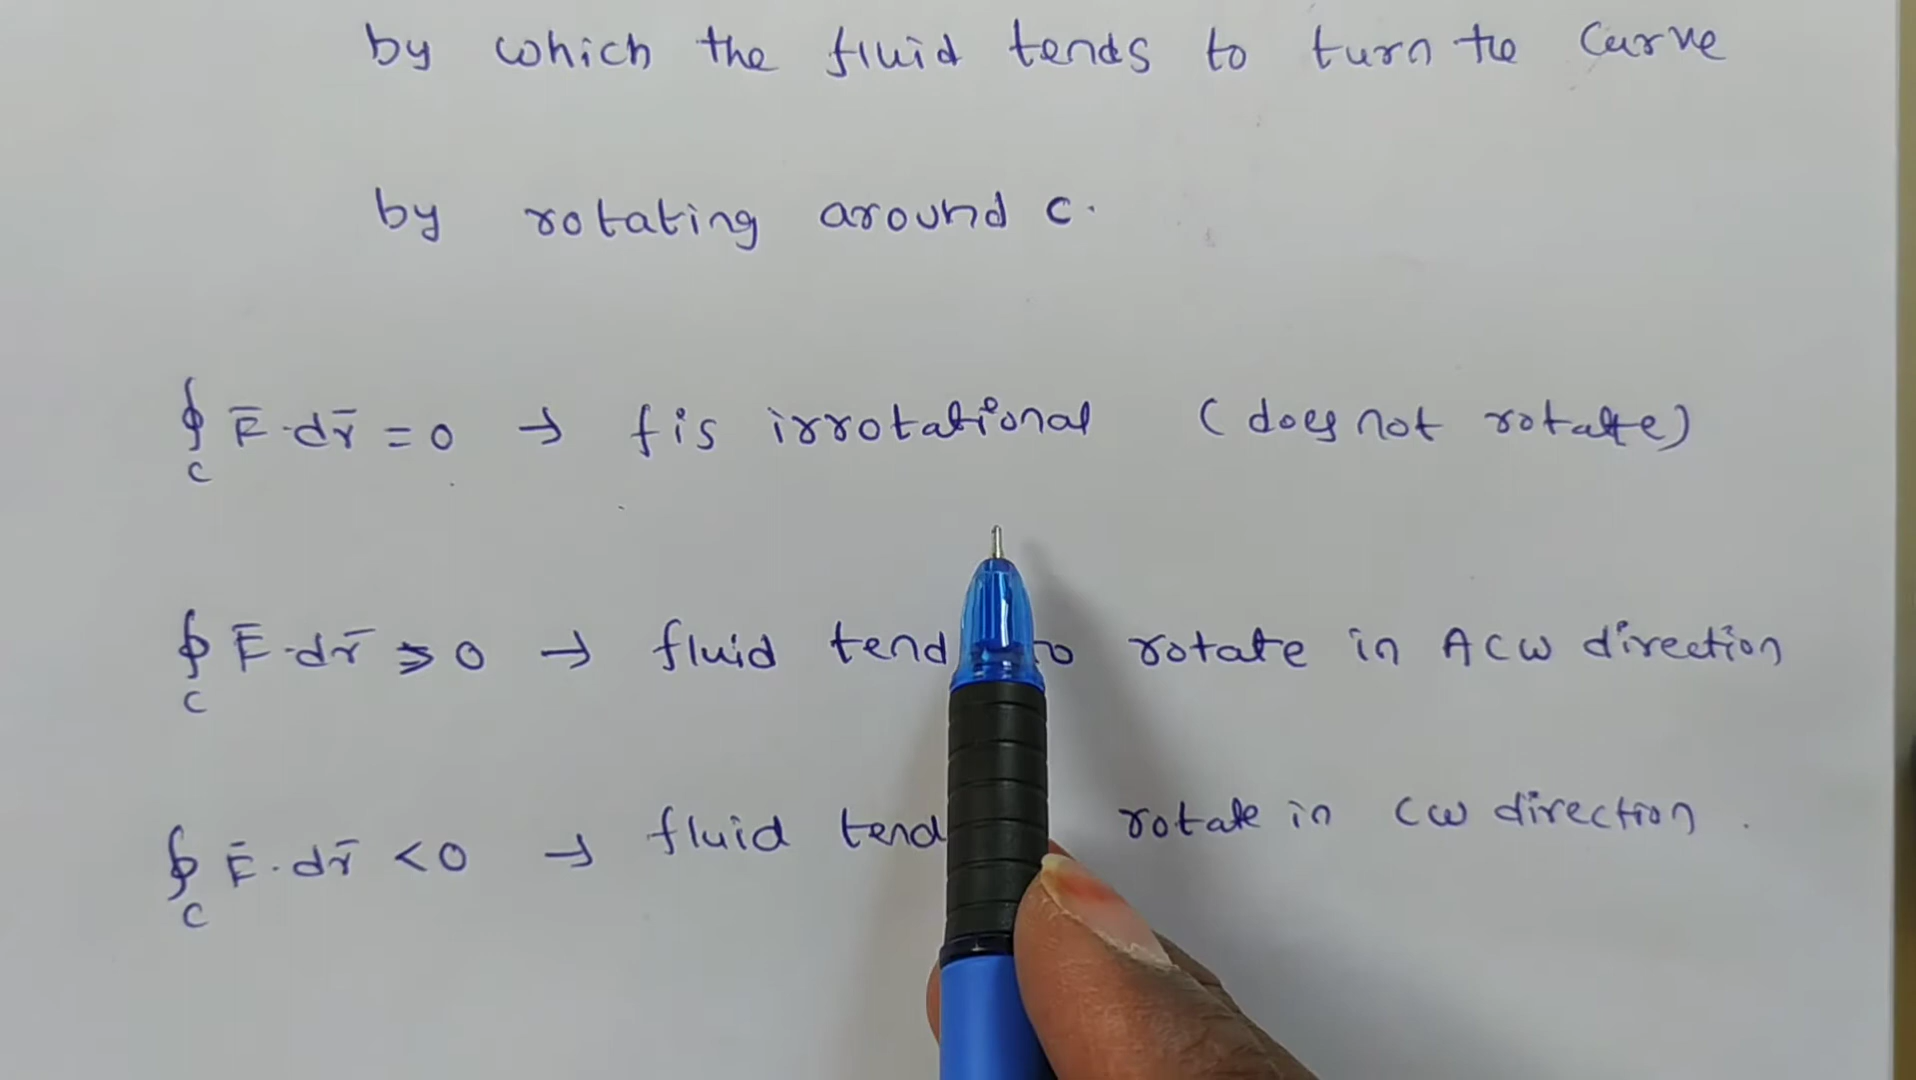 by which the fluid tends to turn the Curve
by rotating around c.
∮c F̅·dr̅ = 0 → f is irrotational (does not rotate)
∮c F̅·dr̅ > 0 → fluid tend to rotate in ACW direction
∮c F̅·dr̅ < 0 → fluid tend rotate in CW direction.